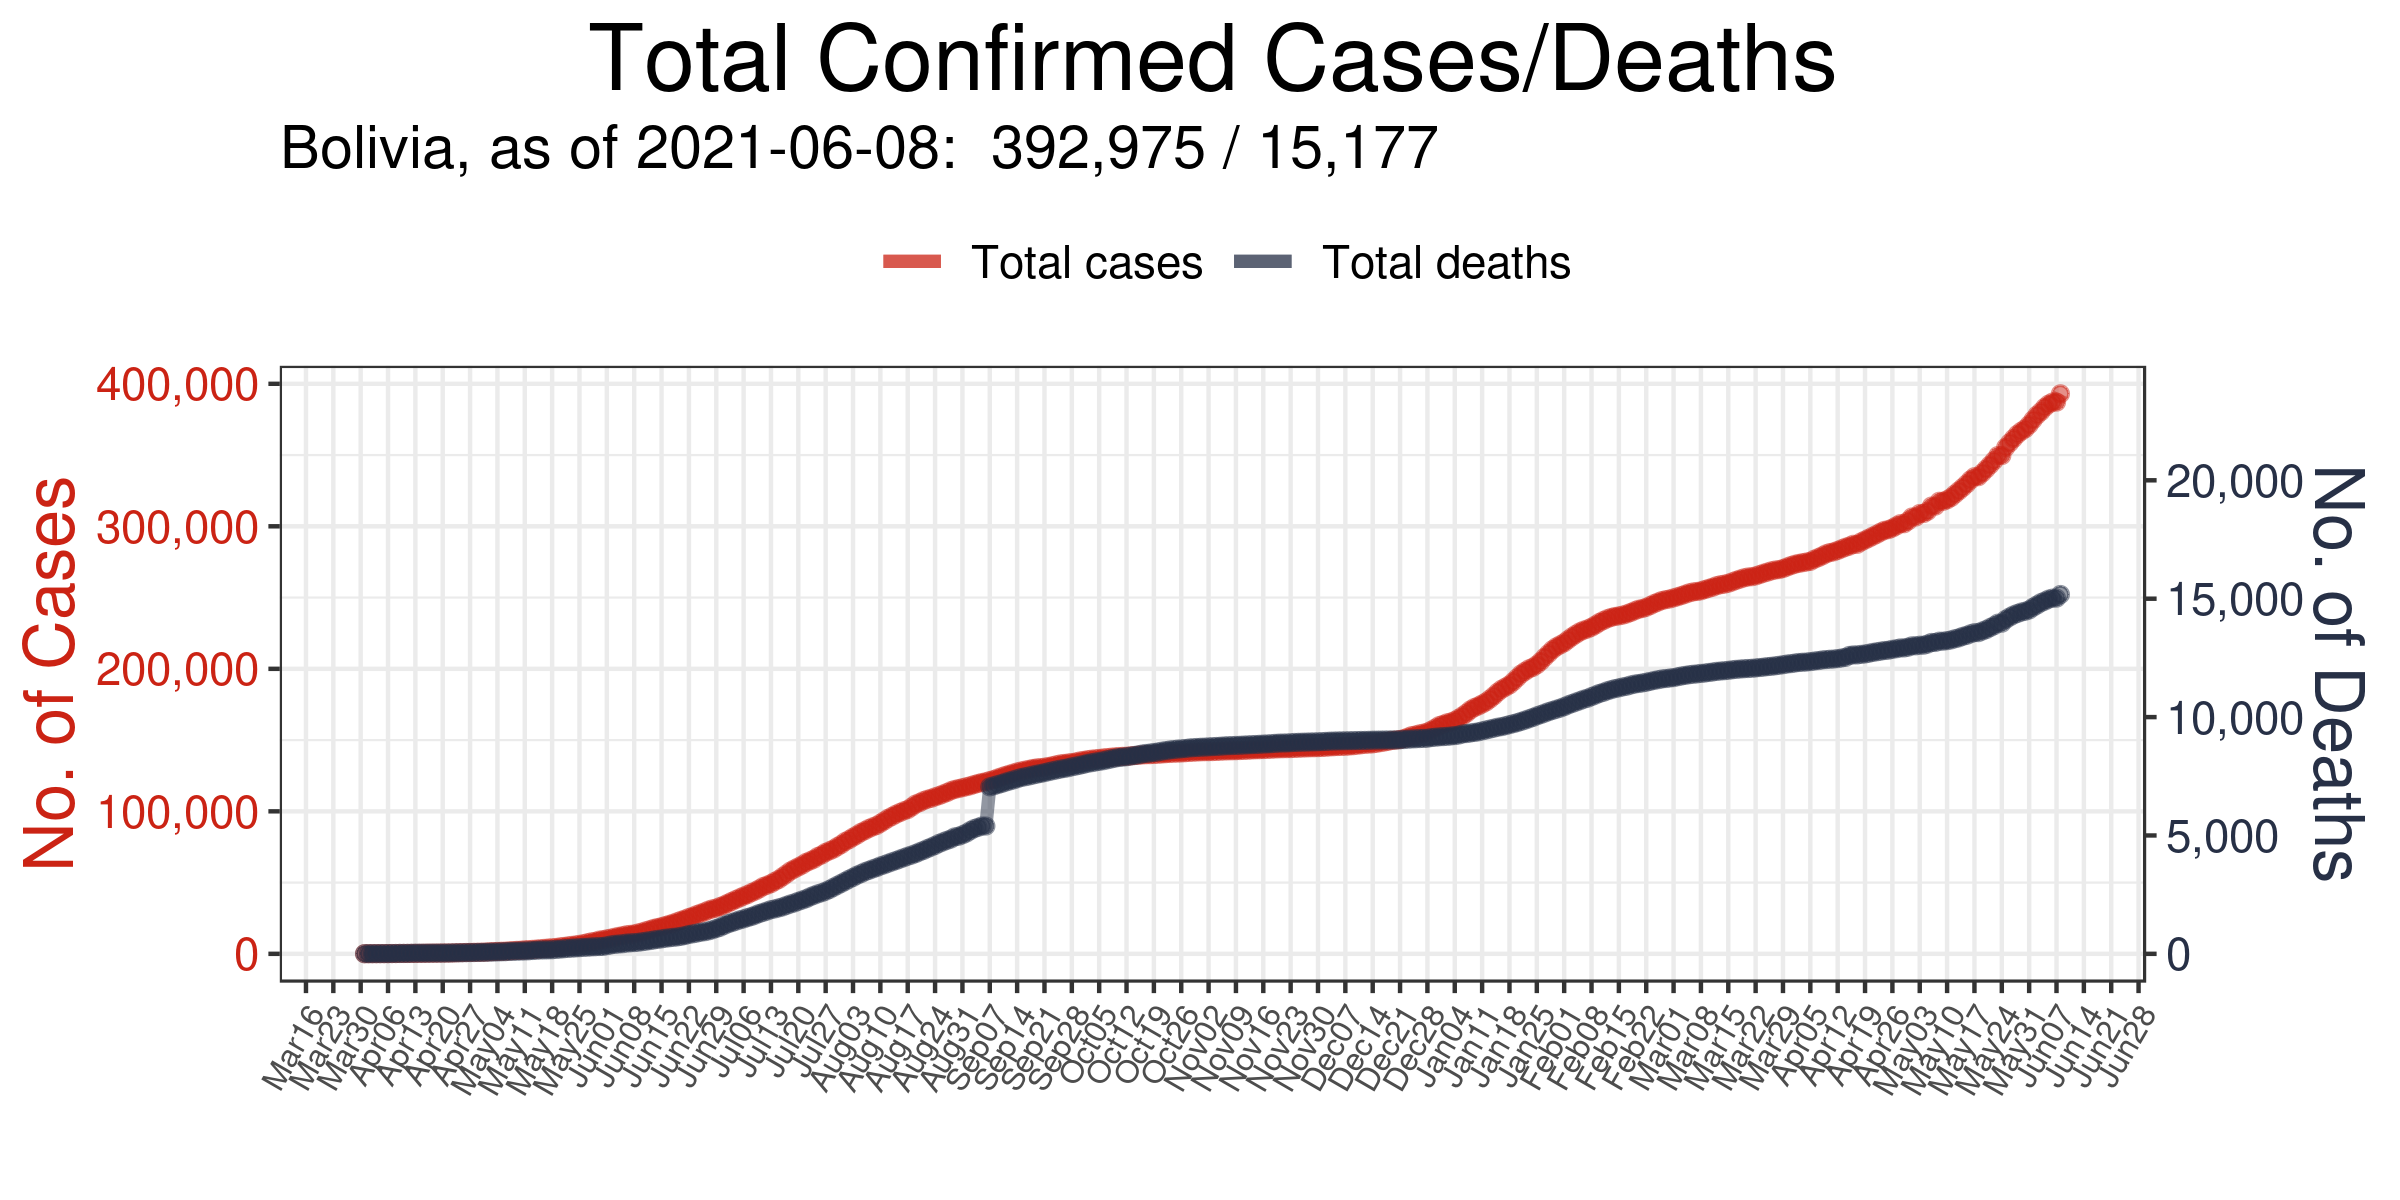 Total Confirmed Cases/Deaths
Bolivia, as of 2021-06-08:  392,975 / 15,177
Total cases
Total deaths
No. of Cases
400,000
300,000
200,000
100,000
0
20,000
15,000
10,000
5,000
0
No. of Deaths
Mar16
Mar23
Mar30
Apr06
Apr13
Apr20
Apr27
May04
May11
May18
May25
Jun01
Jun08
Jun15
Jun22
Jun29
Jul06
Jul13
Jul20
Jul27
Aug03
Aug10
Aug17
Aug24
Aug31
Sep07
Sep14
Sep21
Sep28
Oct05
Oct12
Oct19
Oct26
Nov02
Nov09
Nov16
Nov23
Nov30
Dec07
Dec14
Dec21
Dec28
Jan04
Jan11
Jan18
Jan25
Feb01
Feb08
Feb15
Feb22
Mar01
Mar08
Mar15
Mar22
Mar29
Apr05
Apr12
Apr19
Apr26
May03
May10
May17
May24
May31
Jun07
Jun14
Jun21
Jun28